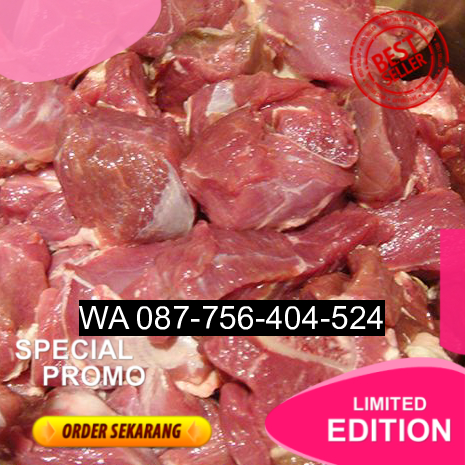 BEST
SELLER
WA 087-756-404-524
SPECIAL
PROMO
ORDER SEKARANG
LIMITED
EDITION